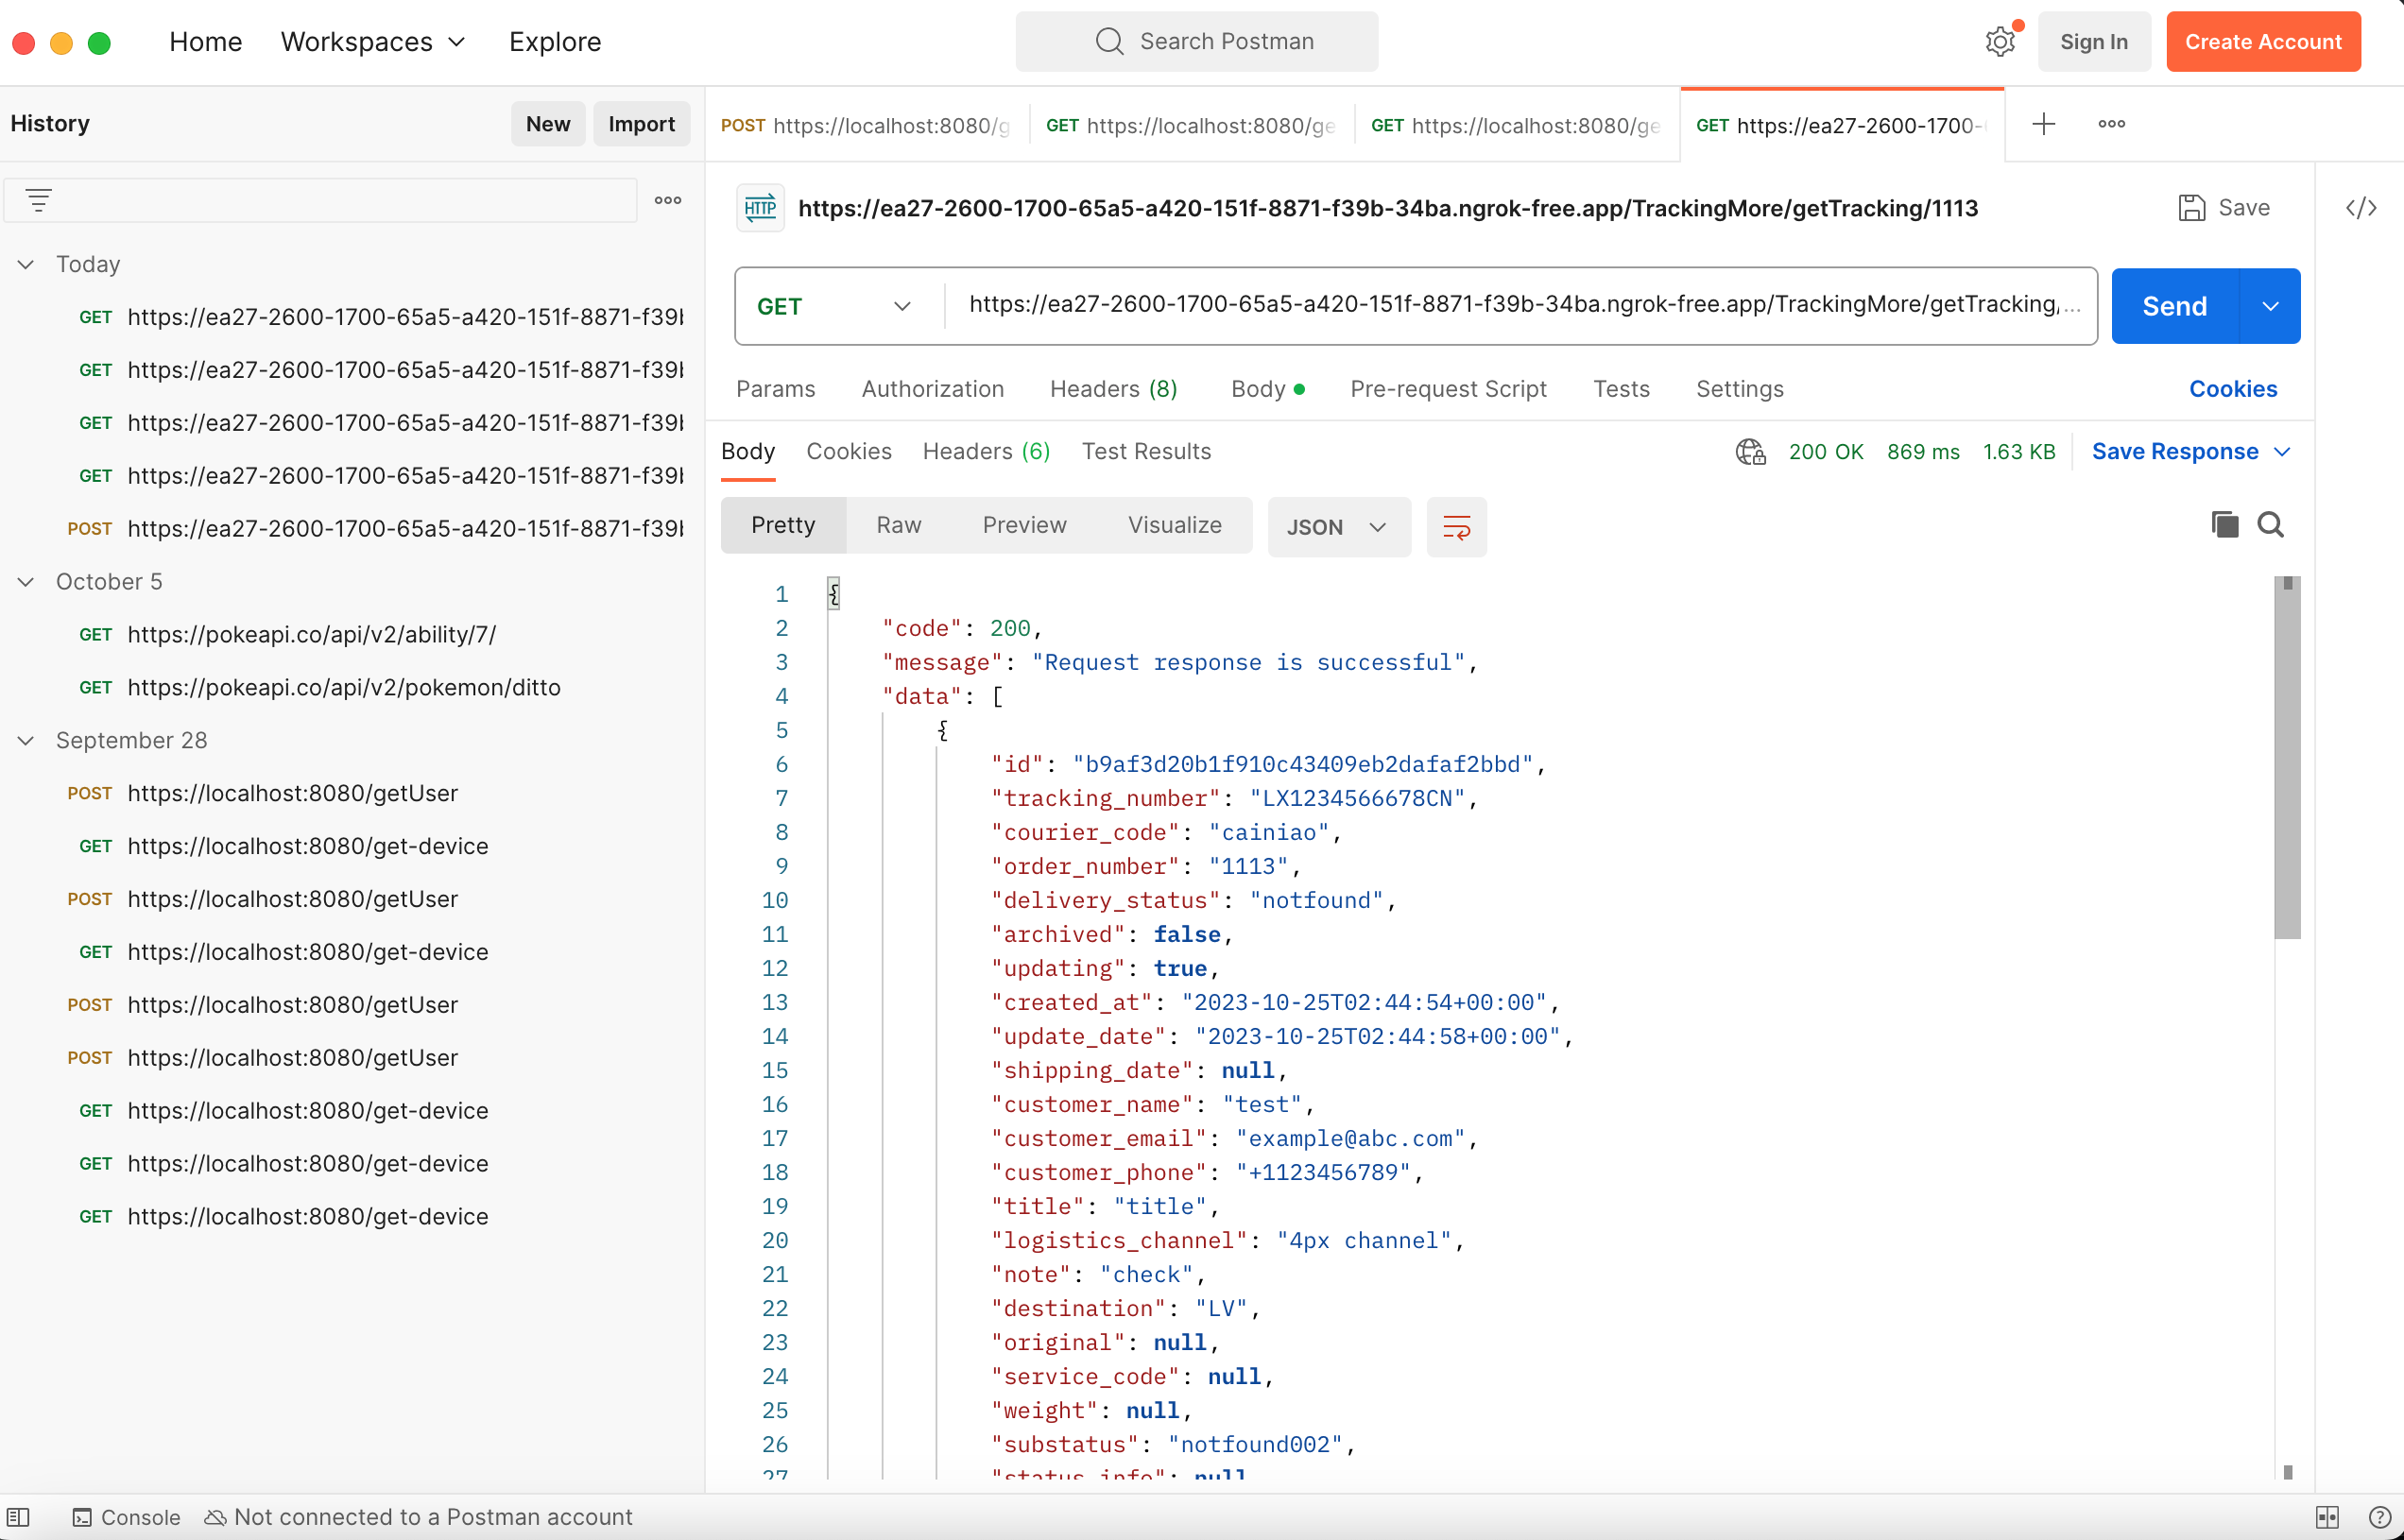 Home Workspaces Explore Search Postman Sign In Create Account
History New Import
POST https://localhost:8080/g GET https://localhost:8080/ge GET https://localhost:8080/ge GET https://ea27-2600-1700-
HTTP https://ea27-2600-1700-65a5-a420-151f-8871-f39b-34ba.ngrok-free.app/TrackingMore/getTracking/1113 Save </>
GET https://ea27-2600-1700-65a5-a420-151f-8871-f39b-34ba.ngrok-free.app/TrackingMore/getTracking/... Send
Params Authorization Headers (8) Body Pre-request Script Tests Settings Cookies
Today
GET https://ea27-2600-1700-65a5-a420-151f-8871-f39b
GET https://ea27-2600-1700-65a5-a420-151f-8871-f39b
GET https://ea27-2600-1700-65a5-a420-151f-8871-f39b
GET https://ea27-2600-1700-65a5-a420-151f-8871-f39b
POST https://ea27-2600-1700-65a5-a420-151f-8871-f39b
October 5
GET https://pokeapi.co/api/v2/ability/7/
GET https://pokeapi.co/api/v2/pokemon/ditto
September 28
POST https://localhost:8080/getUser
GET https://localhost:8080/get-device
POST https://localhost:8080/getUser
GET https://localhost:8080/get-device
POST https://localhost:8080/getUser
POST https://localhost:8080/getUser
GET https://localhost:8080/get-device
GET https://localhost:8080/get-device
GET https://localhost:8080/get-device
Body Cookies Headers (6) Test Results 200 OK 869 ms 1.63 KB Save Response
Pretty Raw Preview Visualize JSON
1 {
2 "code": 200,
3 "message": "Request response is successful",
4 "data": [
5 {
6 "id": "b9af3d20b1f910c43409eb2dafaf2bbd",
7 "tracking_number": "LX1234566678CN",
8 "courier_code": "cainiao",
9 "order_number": "1113",
10 "delivery_status": "notfound",
11 "archived": false,
12 "updating": true,
13 "created_at": "2023-10-25T02:44:54+00:00",
14 "update_date": "2023-10-25T02:44:58+00:00",
15 "shipping_date": null,
16 "customer_name": "test",
17 "customer_email": "example@abc.com",
18 "customer_phone": "+1123456789",
19 "title": "title",
20 "logistics_channel": "4px channel",
21 "note": "check",
22 "destination": "LV",
23 "original": null,
24 "service_code": null,
25 "weight": null,
26 "substatus": "notfound002",
27 "status_info": null
Console Not connected to a Postman account